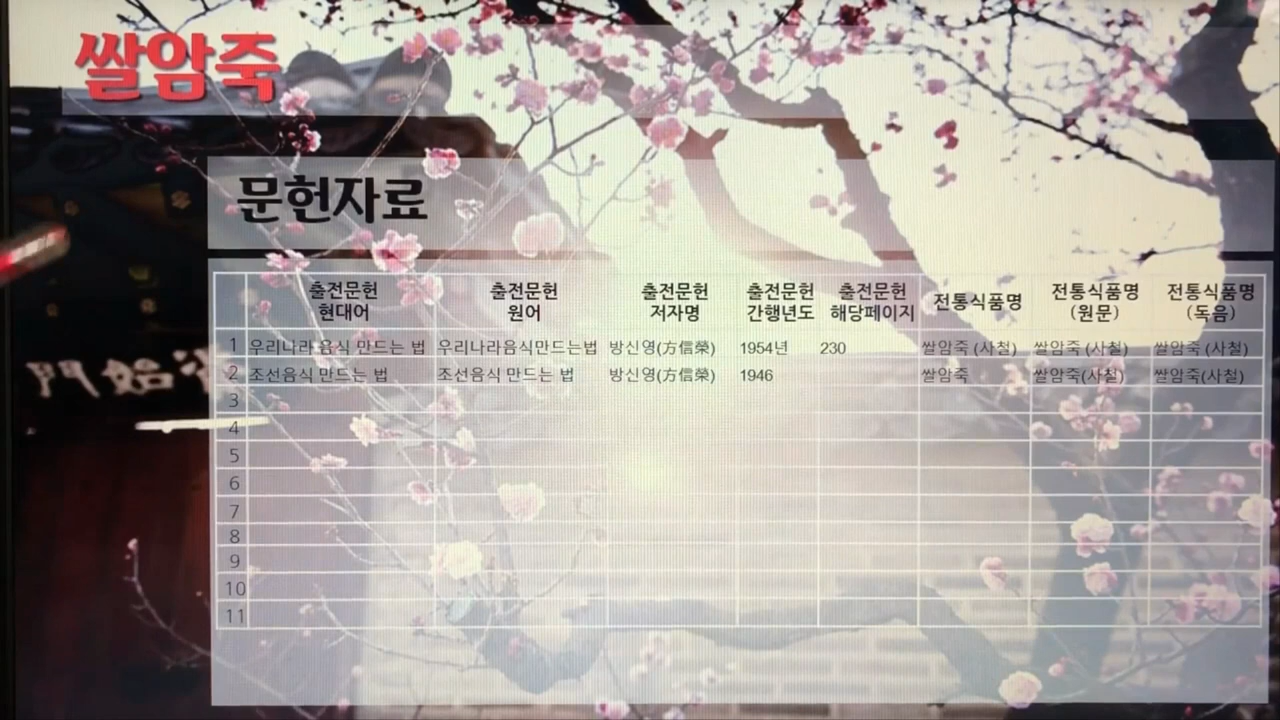 쌀암죽
문헌자료
출전문헌 현대어 출전문헌 원어 출전문헌 저자명 출전문헌 간행년도 출전문헌 해당페이지 전통식품명 전통식품명 (원문) 전통식품명 (독음)
1 우리나라 음식 만드는 법 우리나라음식만드는법 방신영(方信榮) 1954년 230 쌀암죽 (사철) 쌀암죽 (사철) 쌀암죽 (사철)
2 조선음식 만드는 법 조선음식 만드는 법 방신영(方信榮) 1946 쌀암죽 쌀암죽(사철) 쌀암죽(사철)
3
4
5
6
7
8
9
10
11